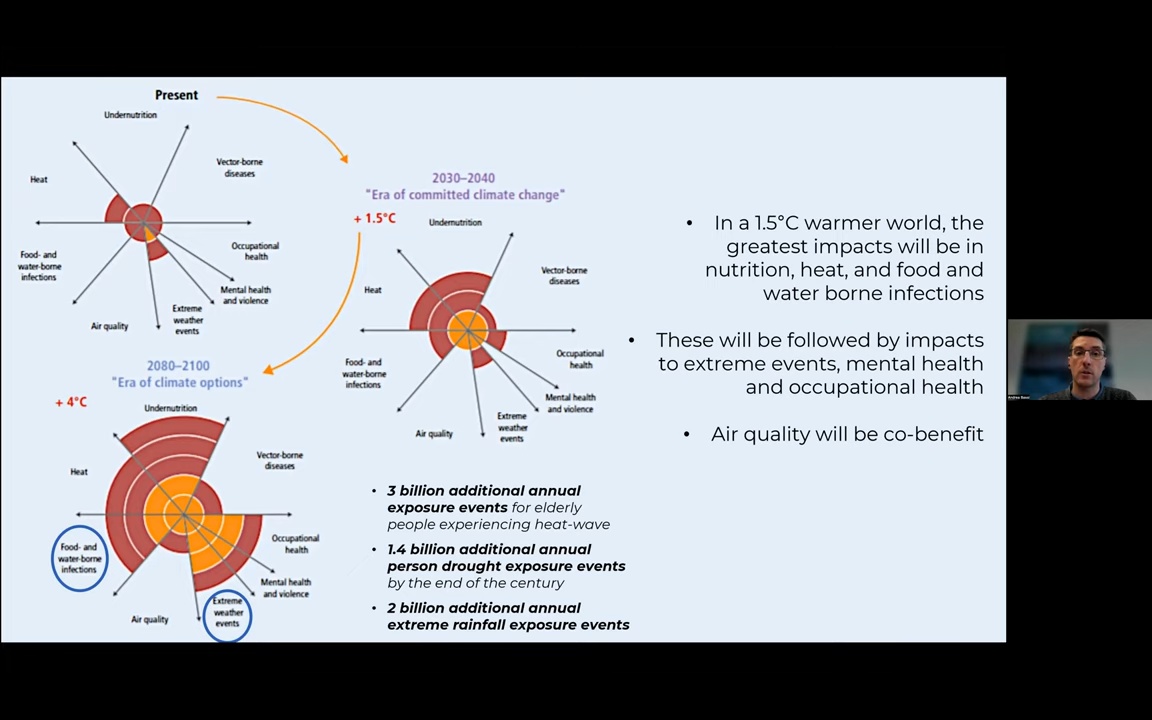 Present
Undernutrition
Vector-borne
diseases
Heat
Occupational
health
Food- and
water-borne
infections
Mental health
and violence
Extreme
weather
events
Air quality
2030–2040
"Era of committed climate change"
+ 1.5°C
Undernutrition
Vector-borne
diseases
Heat
Occupational
health
Food- and
water-borne
infections
Mental health
and violence
Extreme
weather
events
Air quality
2080–2100
"Era of climate options"
+ 4°C
Undernutrition
Vector-borne
diseases
Heat
Occupational
health
Food- and
water-borne
infections
Mental health
and violence
Extreme
weather
events
Air quality
• 3 billion additional annual
exposure events for elderly
people experiencing heat-wave
• 1.4 billion additional annual
person drought exposure events
by the end of the century
• 2 billion additional annual
extreme rainfall exposure events
• In a 1.5°C warmer world, the
greatest impacts will be in
nutrition, heat, and food and
water borne infections
• These will be followed by impacts
to extreme events, mental health
and occupational health
• Air quality will be co-benefit